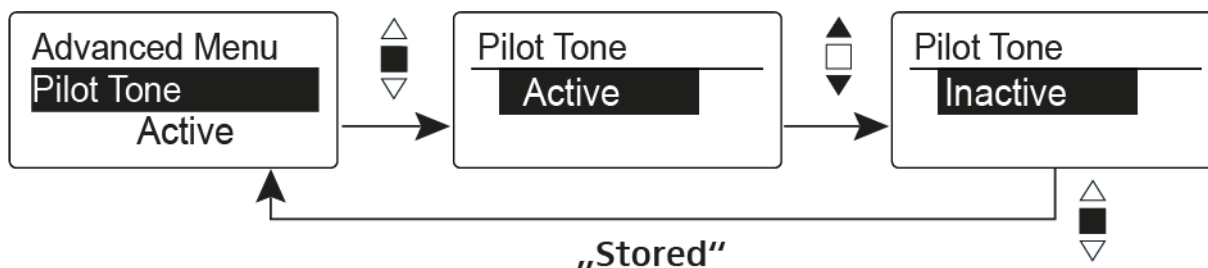 Advanced Menu
Pilot Tone
Active
Pilot Tone
Active
Pilot Tone
Inactive
„Stored“